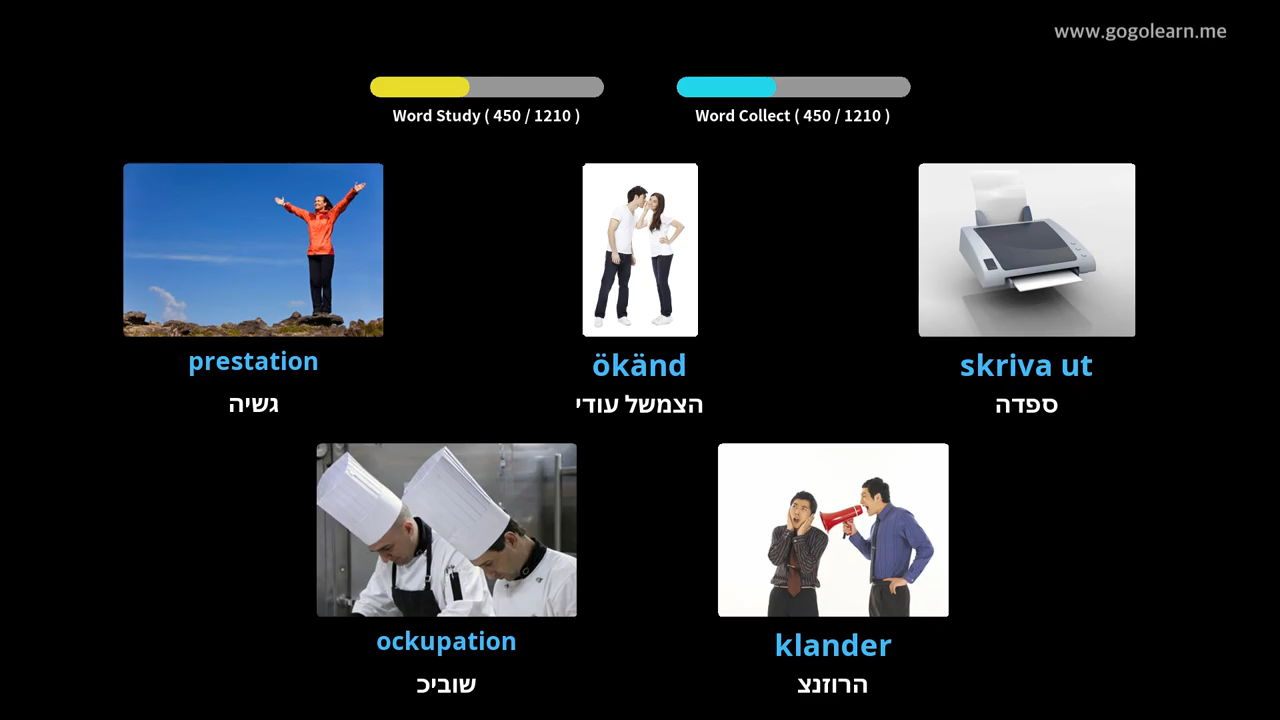 www.gogolearn.me
Word Study ( 450 / 1210 )
Word Collect ( 450 / 1210 )
prestation
גשיה
ökänd
הצמשל עודי
skriva ut
ספדה
ockupation
שוביכ
klander
הרוזנצ